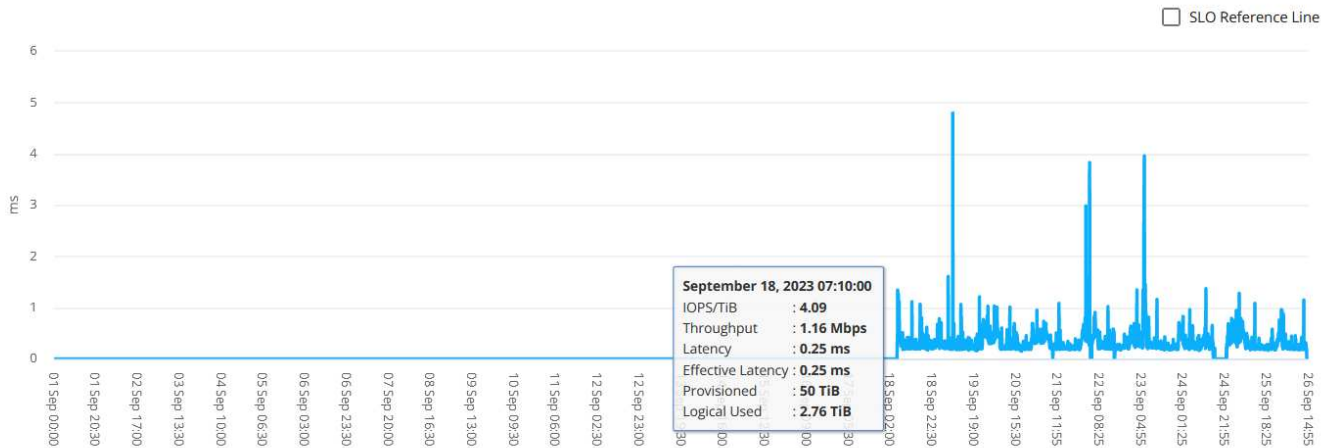 SLO Reference Line
6
5
4
3
2
1
0
ms
September 18, 2023 07:10:00
IOPS/TiB : 4.09
Throughput : 1.16 Mbps
Latency : 0.25 ms
Effective Latency : 0.25 ms
Provisioned : 50 TiB
Logical Used : 2.76 TiB
01 Sep 00:00
01 Sep 20:30
02 Sep 17:00
03 Sep 13:30
04 Sep 10:00
05 Sep 06:30
06 Sep 03:00
06 Sep 23:30
07 Sep 20:00
08 Sep 16:30
09 Sep 13:00
10 Sep 09:30
11 Sep 06:00
12 Sep 02:30
12 Sep 23:00
18 Sep 02:00
18 Sep 22:30
19 Sep 19:00
20 Sep 15:30
21 Sep 11:55
22 Sep 08:25
23 Sep 04:55
24 Sep 01:25
24 Sep 21:55
25 Sep 18:25
26 Sep 14:55